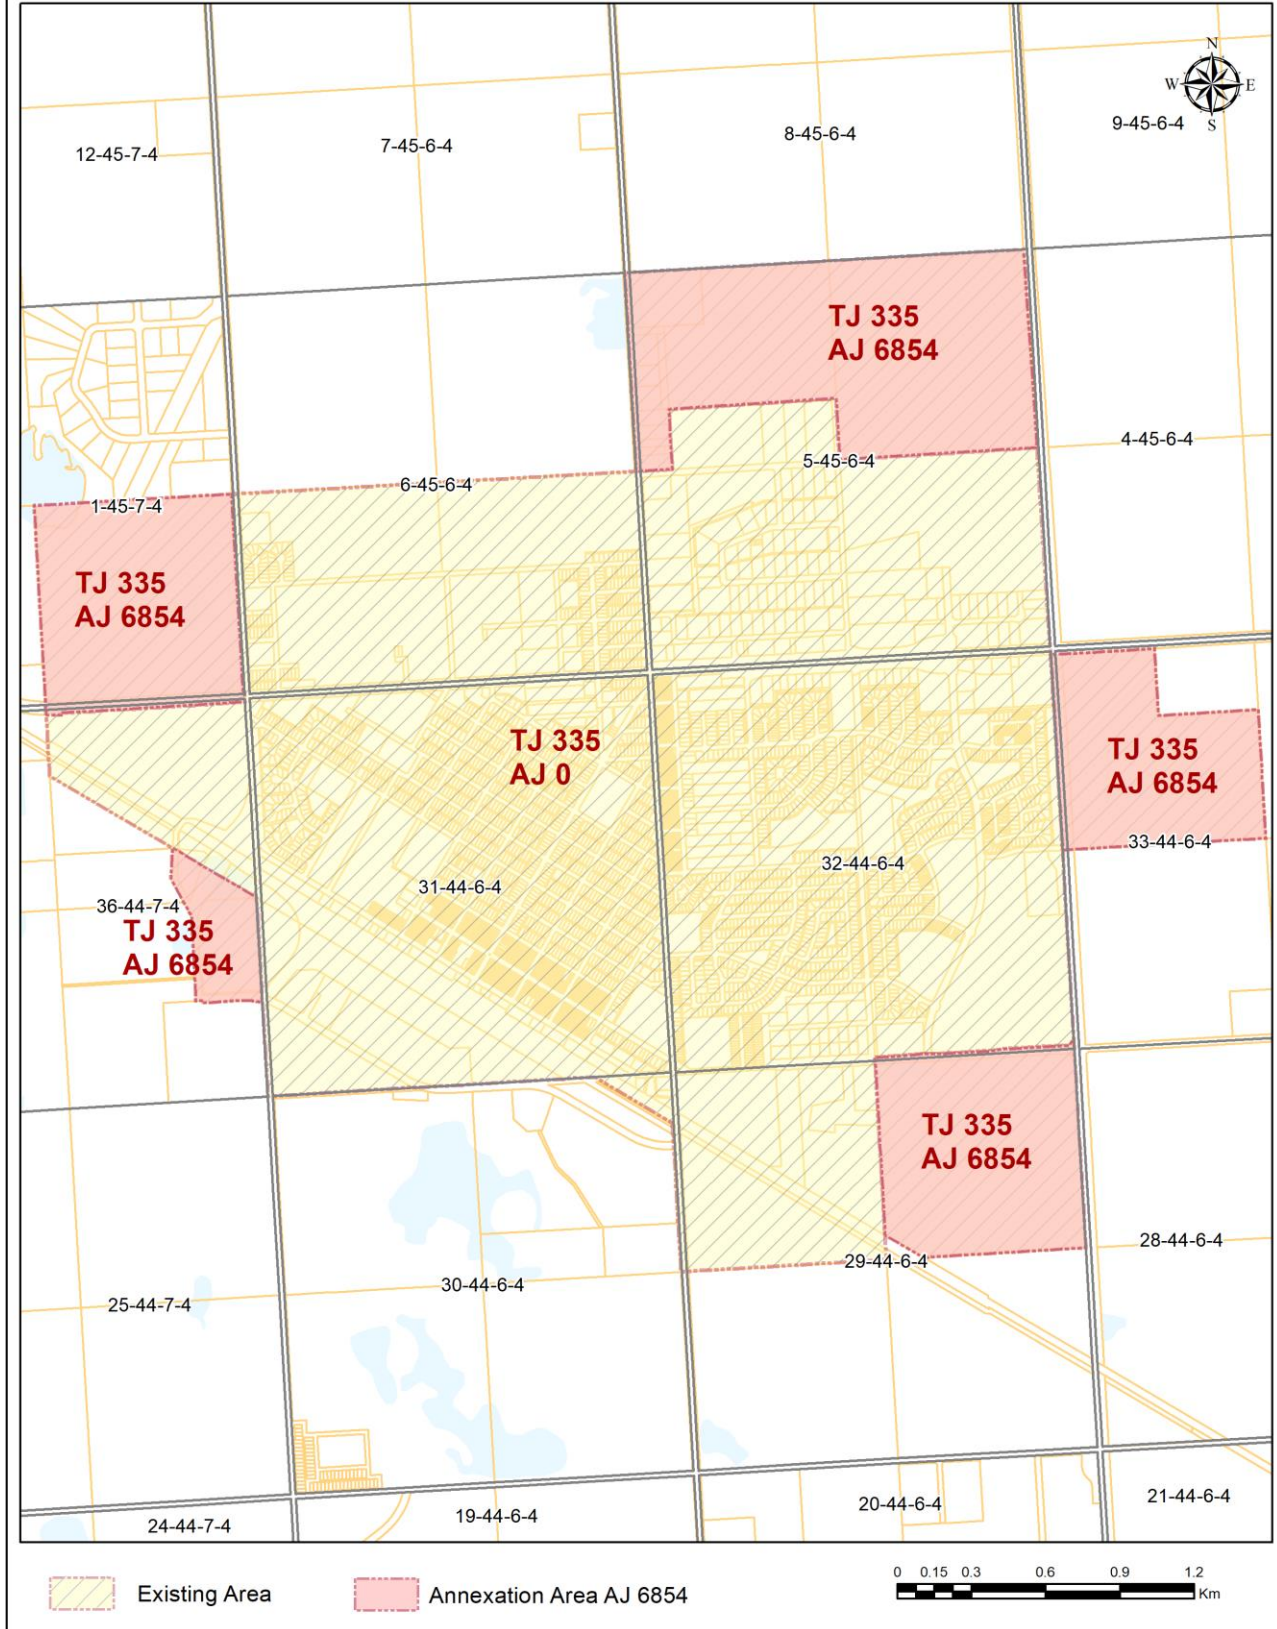 N
W E
S
12-45-7-4
7-45-6-4
8-45-6-4
9-45-6-4
TJ 335
AJ 6854
4-45-6-4
5-45-6-4
6-45-6-4
1-45-7-4
TJ 335
AJ 6854
TJ 335
AJ 0
TJ 335
AJ 6854
33-44-6-4
32-44-6-4
31-44-6-4
36-44-7-4
TJ 335
AJ 6854
TJ 335
AJ 6854
28-44-6-4
29-44-6-4
30-44-6-4
25-44-7-4
24-44-7-4
19-44-6-4
20-44-6-4
21-44-6-4
Existing Area
Annexation Area AJ 6854
0 0.15 0.3 0.6 0.9 1.2
Km